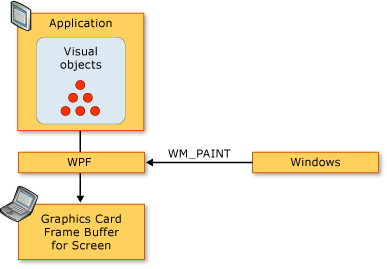 Application
Visual
objects
WM_PAINT
WPF
Windows
Graphics Card
Frame Buffer
for Screen